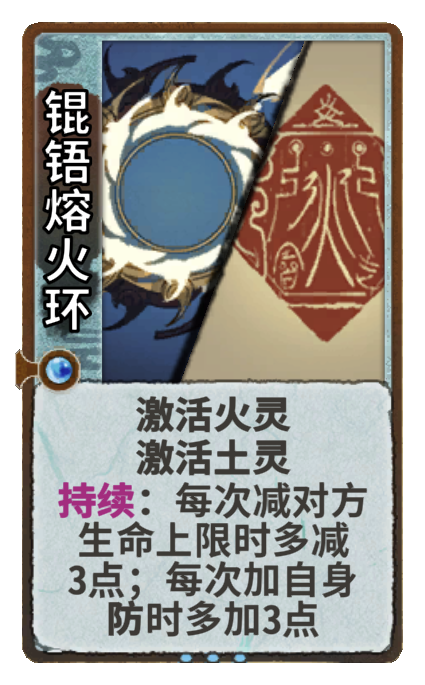 锟铻熔火环
激活火灵
激活土灵
持续：每次减对方
生命上限时多减
3点；每次加自身
防时多加3点